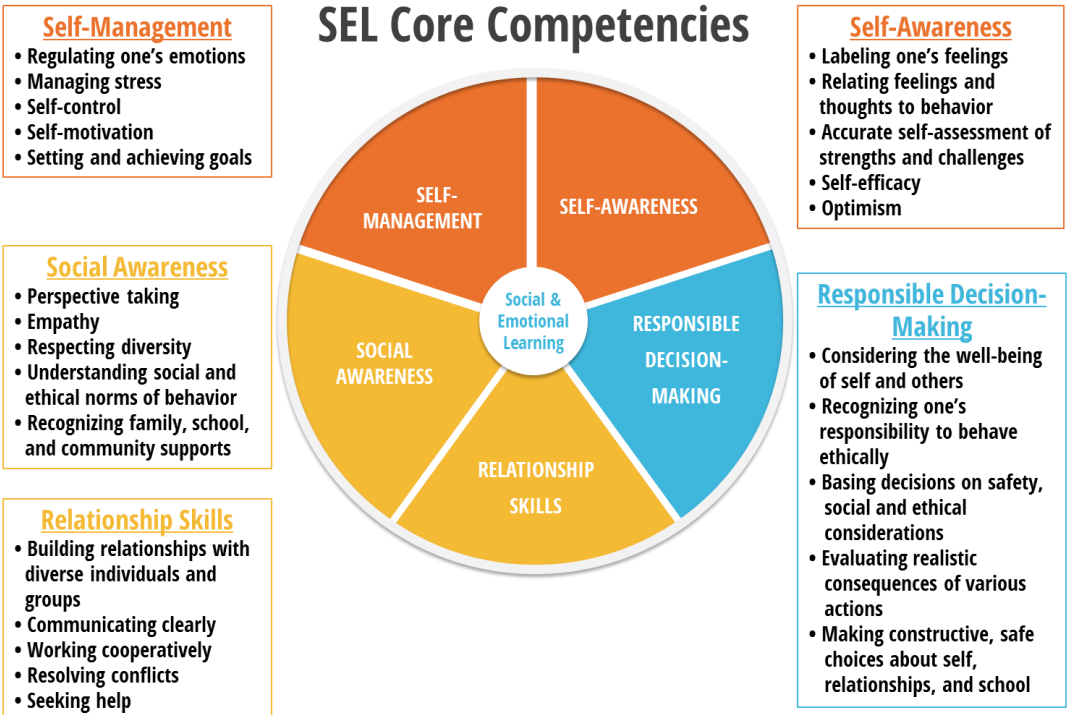 SEL Core Competencies
Self-Management
• Regulating one's emotions
• Managing stress
• Self-control
• Self-motivation
• Setting and achieving goals
Social Awareness
• Perspective taking
• Empathy
• Respecting diversity
• Understanding social and
ethical norms of behavior
• Recognizing family, school,
and community supports
Relationship Skills
• Building relationships with
diverse individuals and
groups
• Communicating clearly
• Working cooperatively
• Resolving conflicts
• Seeking help
SELF-
MANAGEMENT
SELF-AWARENESS
SOCIAL
AWARENESS
Social &
Emotional
Learning
RESPONSIBLE
DECISION-
MAKING
RELATIONSHIP
SKILLS
Self-Awareness
• Labeling one's feelings
• Relating feelings and
thoughts to behavior
• Accurate self-assessment of
strengths and challenges
• Self-efficacy
• Optimism
Responsible Decision-
Making
• Considering the well-being
of self and others
• Recognizing one's
responsibility to behave
ethically
• Basing decisions on safety,
social and ethical
considerations
• Evaluating realistic
consequences of various
actions
• Making constructive, safe
choices about self,
relationships, and school